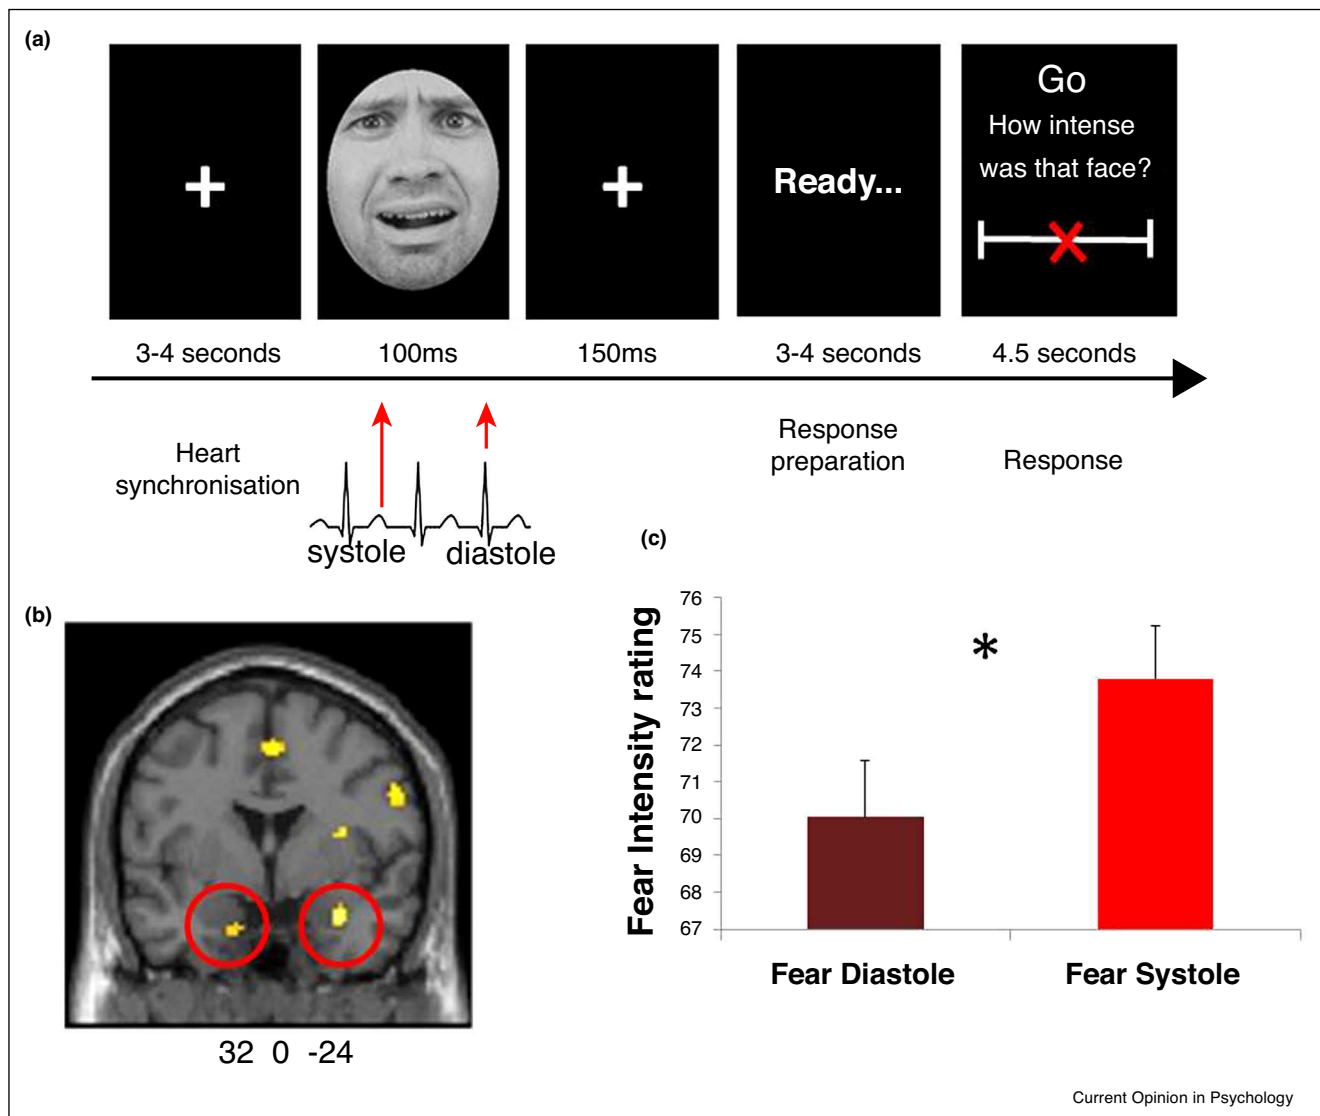 (a)
+
+
Ready...
Go
How intense
was that face?
3-4 seconds
100ms
150ms
3-4 seconds
4.5 seconds
Heart
synchronisation
systole
diastole
Response
preparation
Response
(b)
32 0 -24
(c)
Fear Intensity rating
76
75
74
73
72
71
70
69
68
67
*
Fear Diastole
Fear Systole
Current Opinion in Psychology